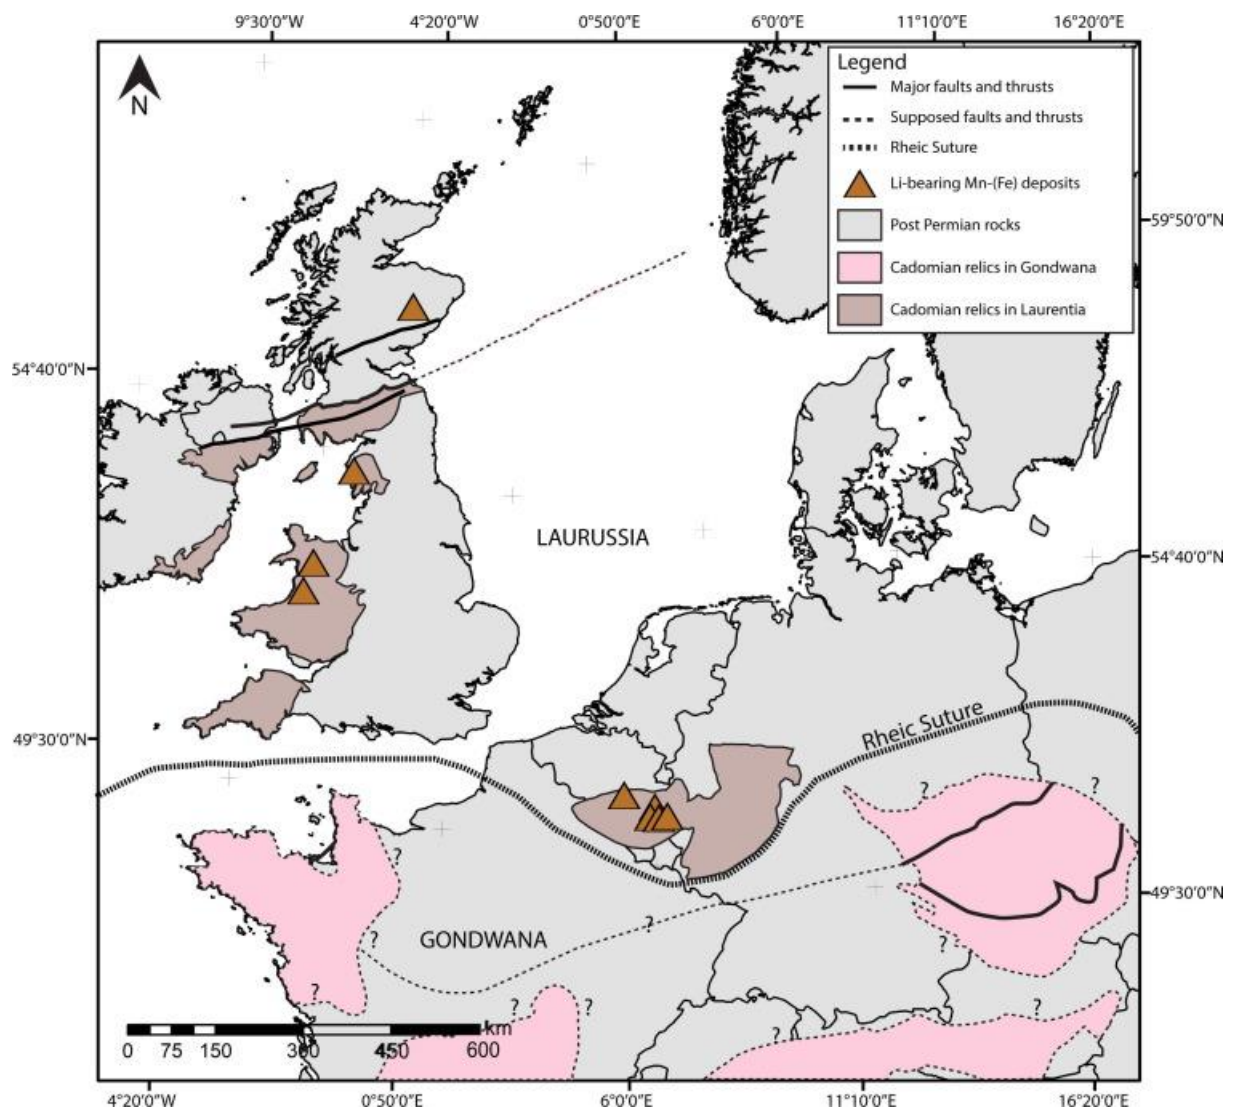 9°30'0"W 4°20'0"W 0°50'0"E 6°00'E 11°10'0"E 16°20'0"E
N
Legend
Major faults and thrusts
Supposed faults and thrusts
Rheic Suture
Li-bearing Mn-(Fe) deposits
Post Permian rocks
Cadomian relics in Gondwana
Cadomian relics in Laurentia
59°50'0"N
54°40'0"N
LAURUSSIA
54°40'0"N
49°30'0"N
Rheic Suture
? ?
?
49°30'0"N
?
?
GONDWANA
?
?
? ? ?
?
km
0 75 150 300 450 600
4°20'0"W 0°50'0"E 6°00'0"E 11°10'0"E 16°20'0"E